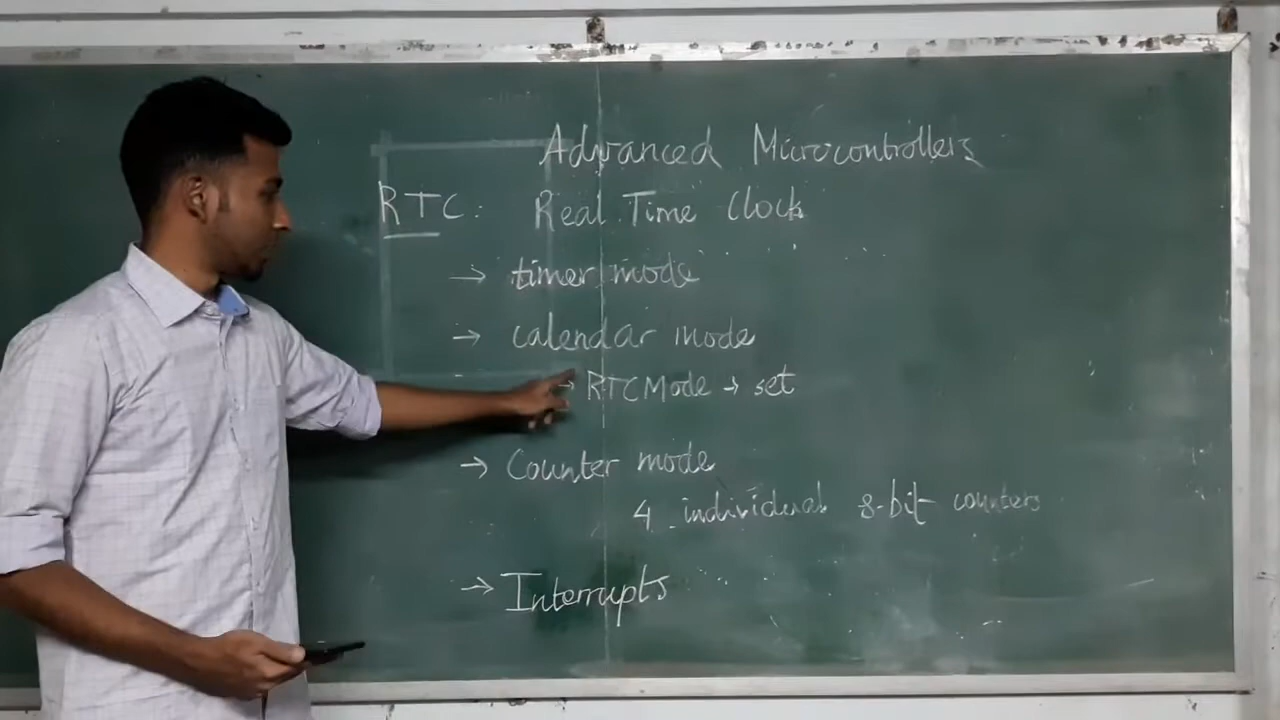 Advanced Microcontrollers
RTC: Real Time Clock
→ timer mode
→ calendar mode
→ RTCMode → set
→ Counter mode
4 individual 8-bit counters
→ Interrupts